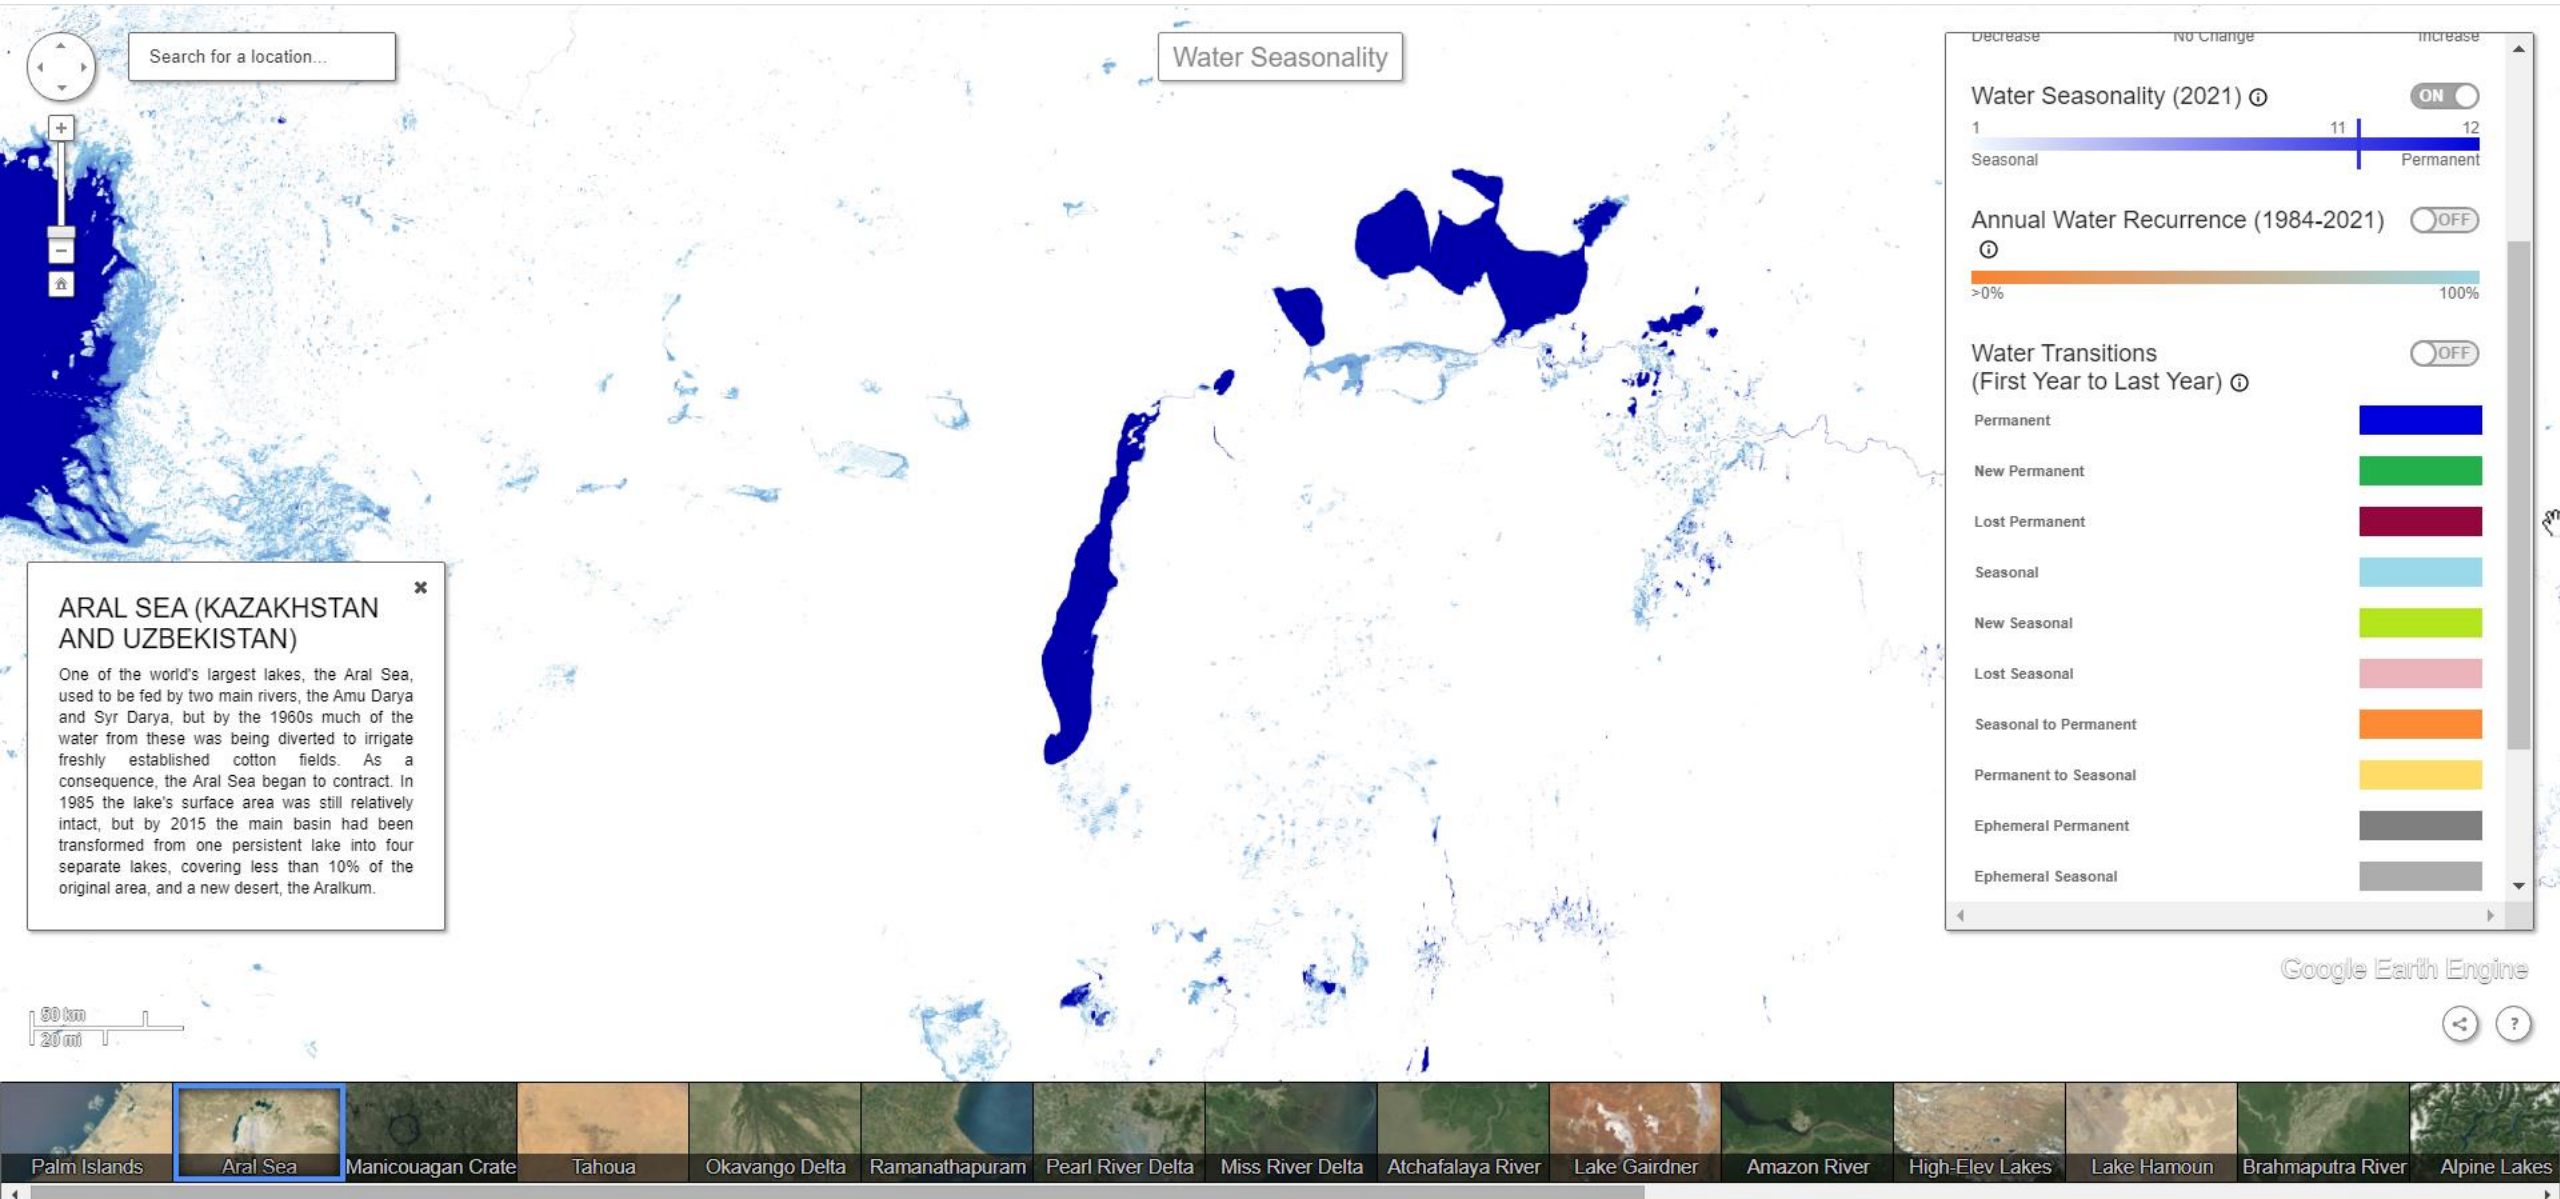 Search for a location...
Water Seasonality
Decrease No Change Increase
Water Seasonality (2021)
ON
1 11 12
Seasonal Permanent
Annual Water Recurrence (1984-2021)
OFF
>0% 100%
Water Transitions
(First Year to Last Year)
OFF
Permanent
New Permanent
Lost Permanent
Seasonal
New Seasonal
Lost Seasonal
Seasonal to Permanent
Permanent to Seasonal
Ephemeral Permanent
Ephemeral Seasonal
ARAL SEA (KAZAKHSTAN
AND UZBEKISTAN)
One of the world's largest lakes, the Aral Sea,
used to be fed by two main rivers, the Amu Darya
and Syr Darya, but by the 1960s much of the
water from these was being diverted to irrigate
freshly established cotton fields. As a
consequence, the Aral Sea began to contract. In
1985 the lake's surface area was still relatively
intact, but by 2015 the main basin had been
transformed from one persistent lake into four
separate lakes, covering less than 10% of the
original area, and a new desert, the Aralkum.
50 km
20 mi
Google Earth Engine
?
Palm Islands
Aral Sea
Manicouagan Crate
Tahoua
Okavango Delta
Ramanathapuram
Pearl River Delta
Miss River Delta
Atchafalaya River
Lake Gairdner
Amazon River
High-Elev Lakes
Lake Hamoun
Brahmaputra River
Alpine Lakes